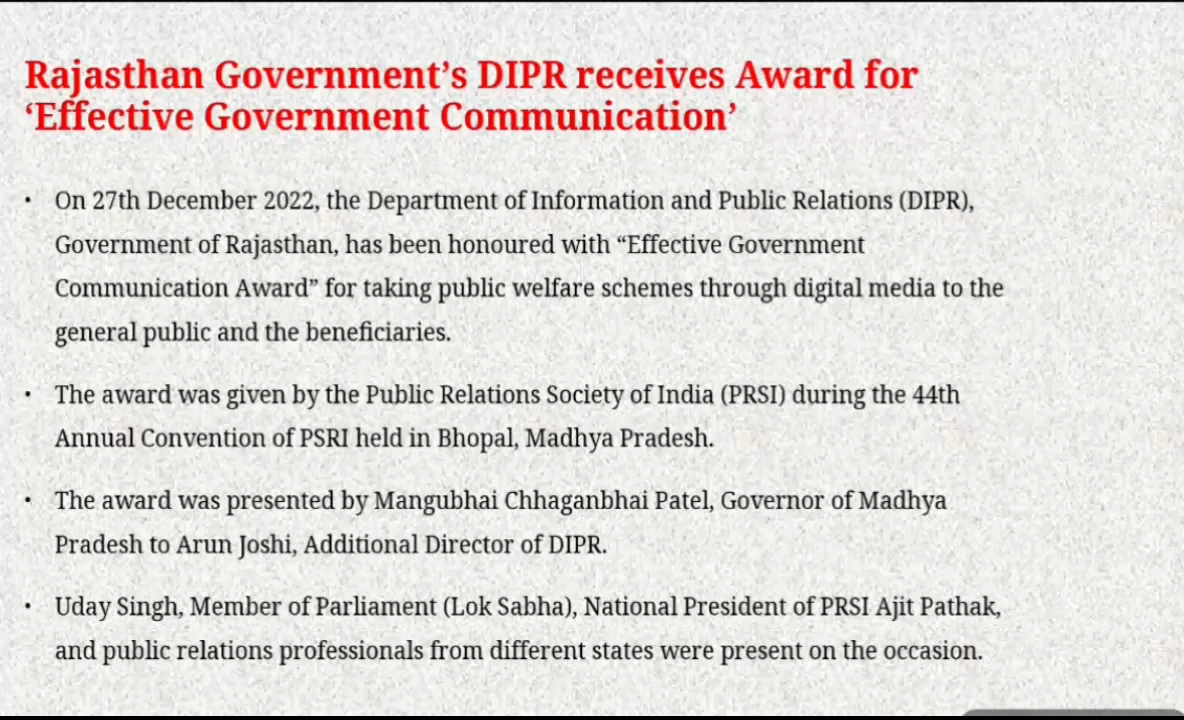 Rajasthan Government’s DIPR receives Award for
‘Effective Government Communication’
• On 27th December 2022, the Department of Information and Public Relations (DIPR),
Government of Rajasthan, has been honoured with “Effective Government
Communication Award” for taking public welfare schemes through digital media to the
general public and the beneficiaries.
• The award was given by the Public Relations Society of India (PRSI) during the 44th
Annual Convention of PSRI held in Bhopal, Madhya Pradesh.
• The award was presented by Mangubhai Chhaganbhai Patel, Governor of Madhya
Pradesh to Arun Joshi, Additional Director of DIPR.
• Uday Singh, Member of Parliament (Lok Sabha), National President of PRSI Ajit Pathak,
and public relations professionals from different states were present on the occasion.